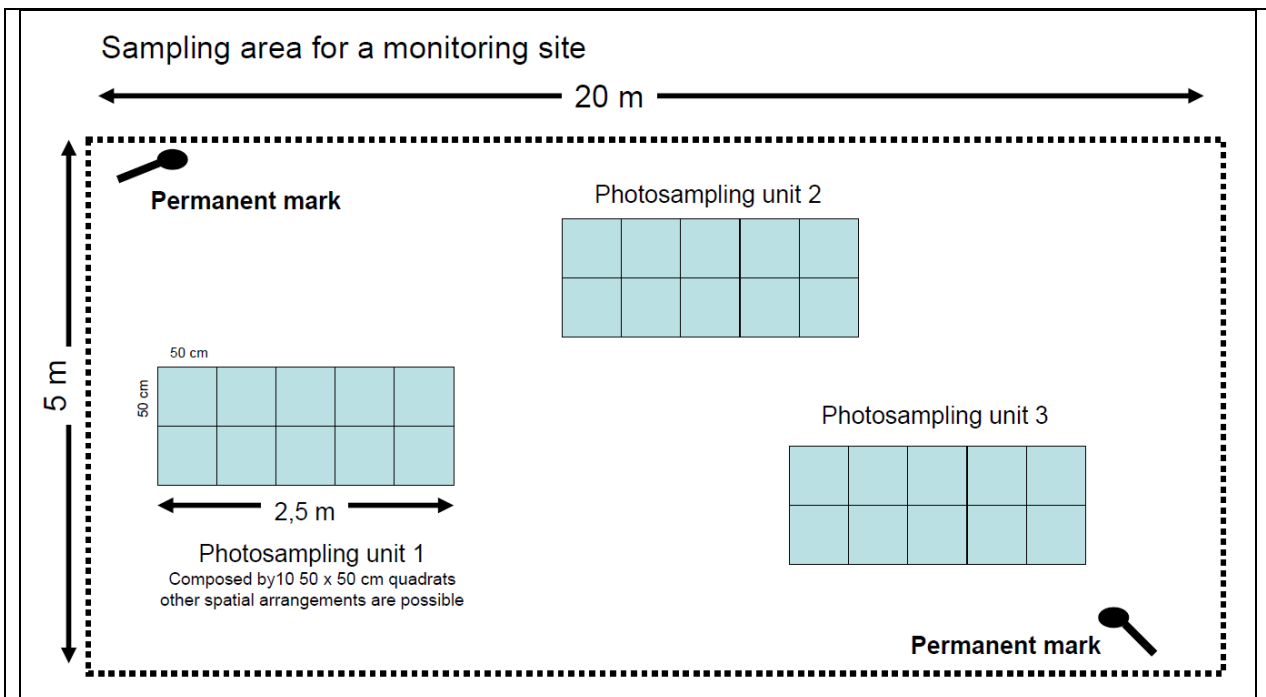 Sampling area for a monitoring site
20 m
5 m
Permanent mark
Photosampling unit 2
50 cm
50 cm
2,5 m
Photosampling unit 1
Composed by10 50 x 50 cm quadrats
other spatial arrangements are possible
Photosampling unit 3
Permanent mark